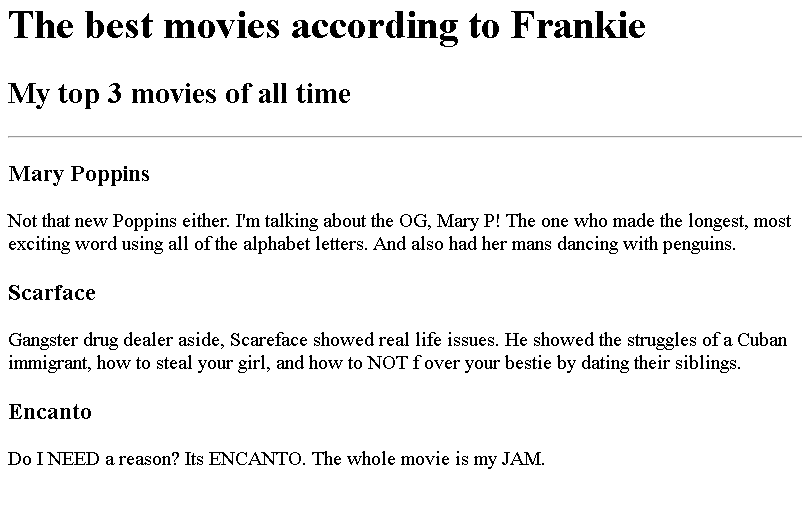 The best movies according to Frankie
My top 3 movies of all time
Mary Poppins
Not that new Poppins either. I'm talking about the OG, Mary P! The one who made the longest, most
exciting word using all of the alphabet letters. And also had her mans dancing with penguins.
Scarface
Gangster drug dealer aside, Scareface showed real life issues. He showed the struggles of a Cuban
immigrant, how to steal your girl, and how to NOT f over your bestie by dating their siblings.
Encanto
Do I NEED a reason? Its ENCANTO. The whole movie is my JAM.